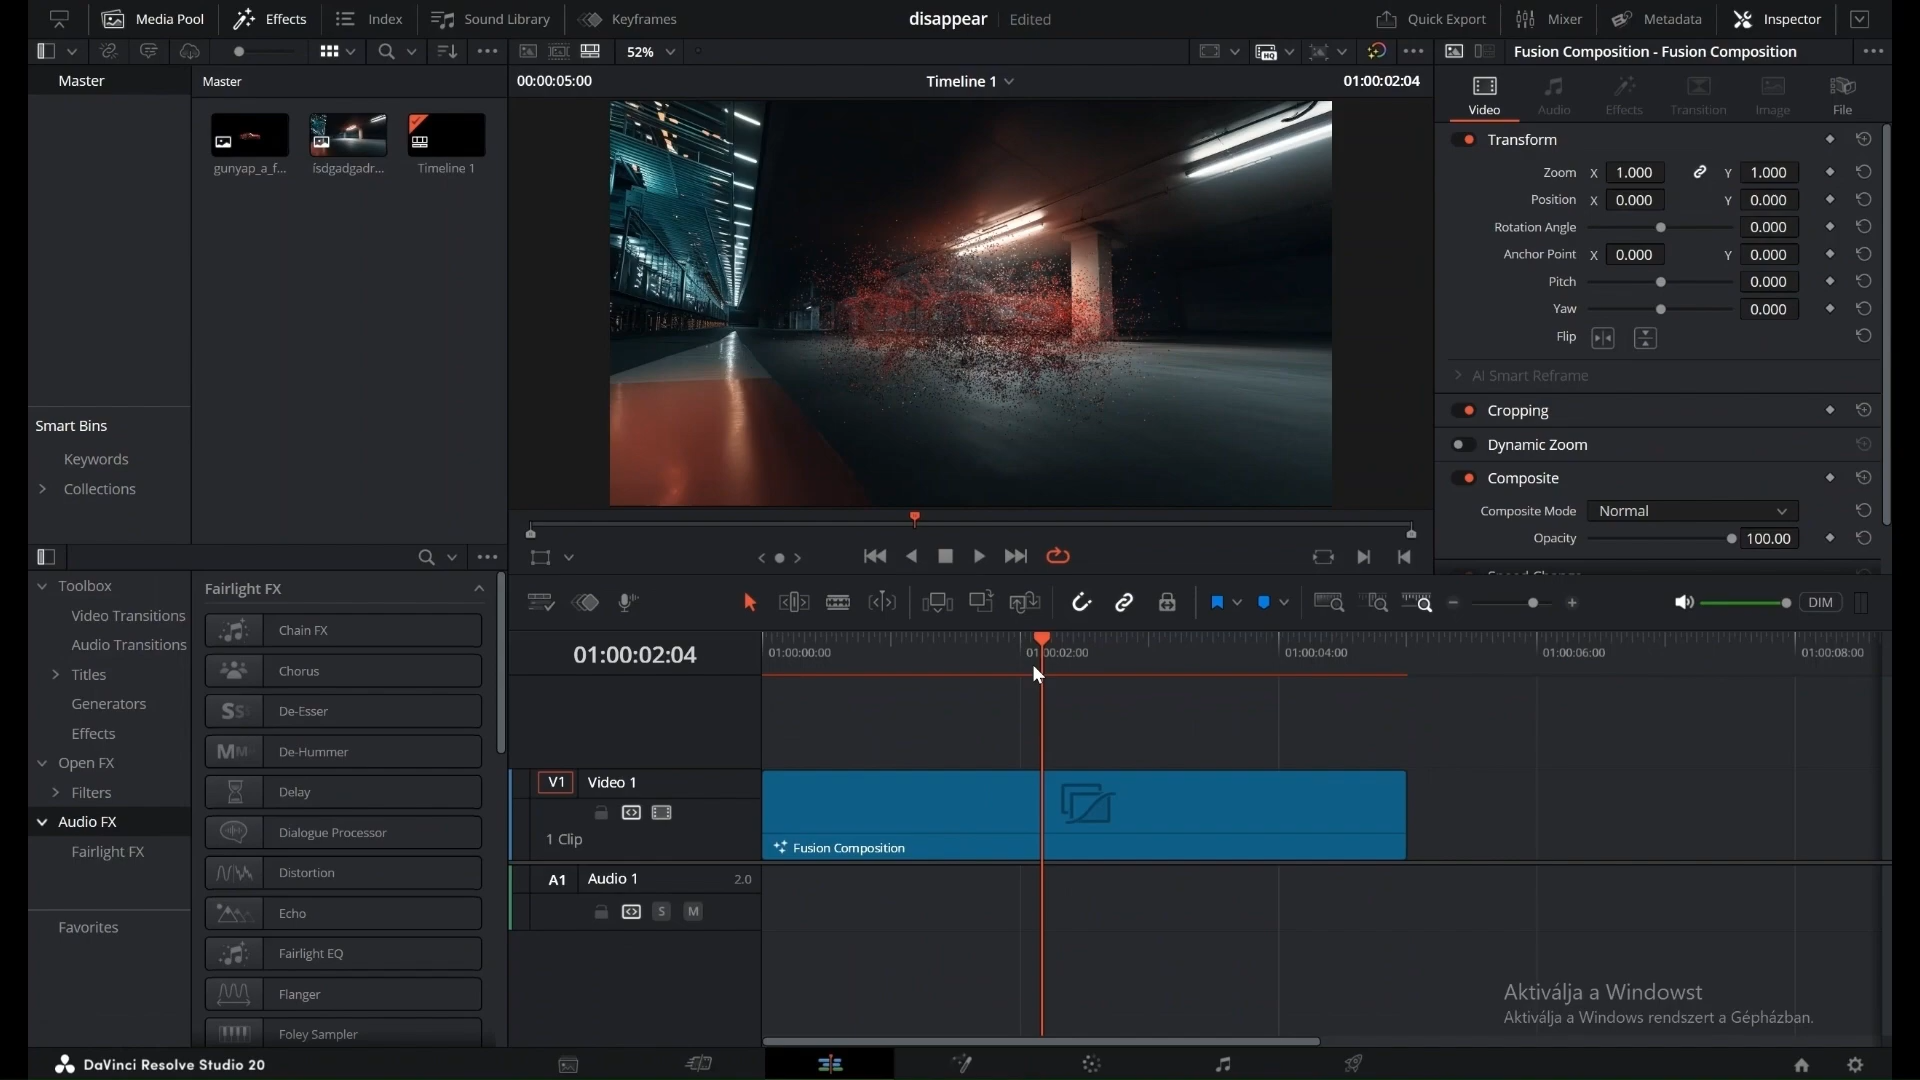 Media Pool Effects Index Sound Library Keyframes disappear Edited Quick Export Mixer Metadata Inspector
52% Fusion Composition - Fusion Composition
Master Master 00:00:05:00 Timeline 1 01:00:02:04
Video Audio Effects Transition Image File
gunyap_a_f... isdgadgadr... Timeline 1
Transform
Zoom X 1.000 Y 1.000
Position X 0.000 Y 0.000
Rotation Angle 0.000
Anchor Point X 0.000 Y 0.000
Pitch 0.000
Yaw 0.000
Flip
AI Smart Reframe
Cropping
Dynamic Zoom
Composite
Composite Mode Normal
Opacity 100.00
Smart Bins
Keywords
Collections
Toolbox
Video Transitions
Audio Transitions
Titles
Generators
Effects
Open FX
Filters
Audio FX
Fairlight FX
Favorites
Fairlight FX
Chain FX
Chorus
De-Esser
De-Hummer
Delay
Dialogue Processor
Distortion
Echo
Fairlight EQ
Flanger
Foley Sampler
DIM
01:00:02:04 01:00:00:00 01:00:02:00 01:00:04:00 01:00:06:00 01:00:08:00
V1 Video 1
1 Clip
Fusion Composition
A1 Audio 1 2.0
S M
Aktiválja a Windowst
Aktiválja a Windows rendszert a Gépházban.
DaVinci Resolve Studio 20